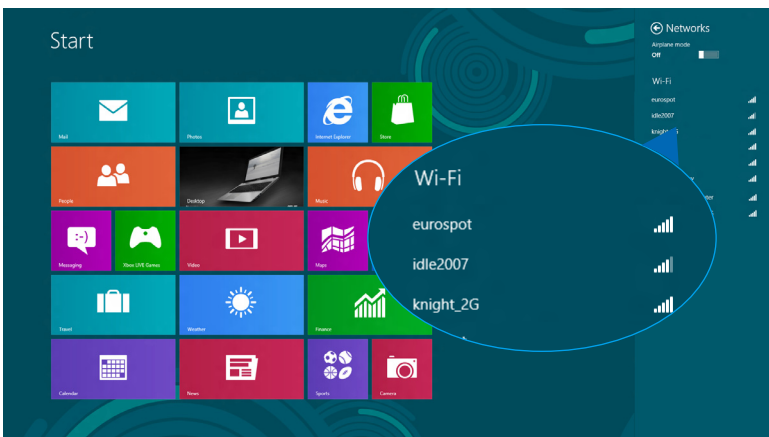 Start
Networks
Airplane mode
Off
Wi-Fi
eurospot
idle2007
Mail
Photos
Internet Explorer
Store
People
Desktop
Music
Messaging
Xbox LIVE Games
Video
Maps
Travel
Weather
Finance
Calendar
News
Sports
Camera
Wi-Fi
eurospot
idle2007
knight_2G